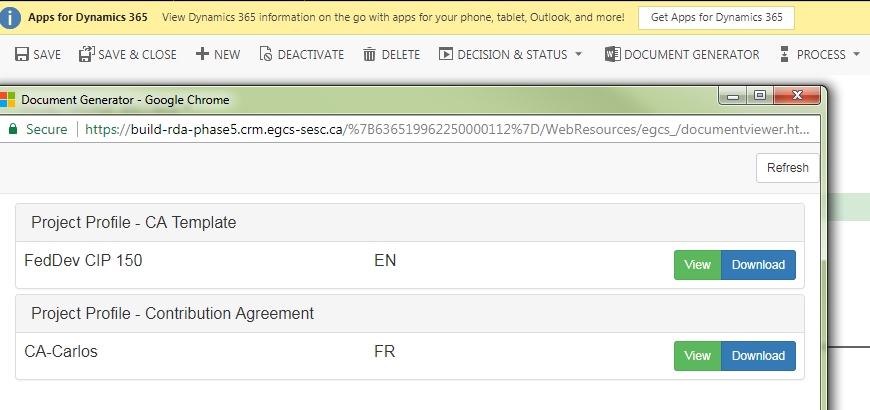 Apps for Dynamics 365 View Dynamics 365 information on the go with apps for your phone, tablet, Outlook, and more! Get Apps for Dynamics 365
SAVE SAVE & CLOSE + NEW DEACTIVATE DELETE DECISION & STATUS DOCUMENT GENERATOR PROCESS
Document Generator - Google Chrome
Secure https://build-rda-phase5.crm.egcs-sesc.ca/%7B636519962250000112%7D/WebResources/egcs_/documentviewer.ht...
Refresh
Project Profile - CA Template
FedDev CIP 150 EN View Download
Project Profile - Contribution Agreement
CA-Carlos FR View Download